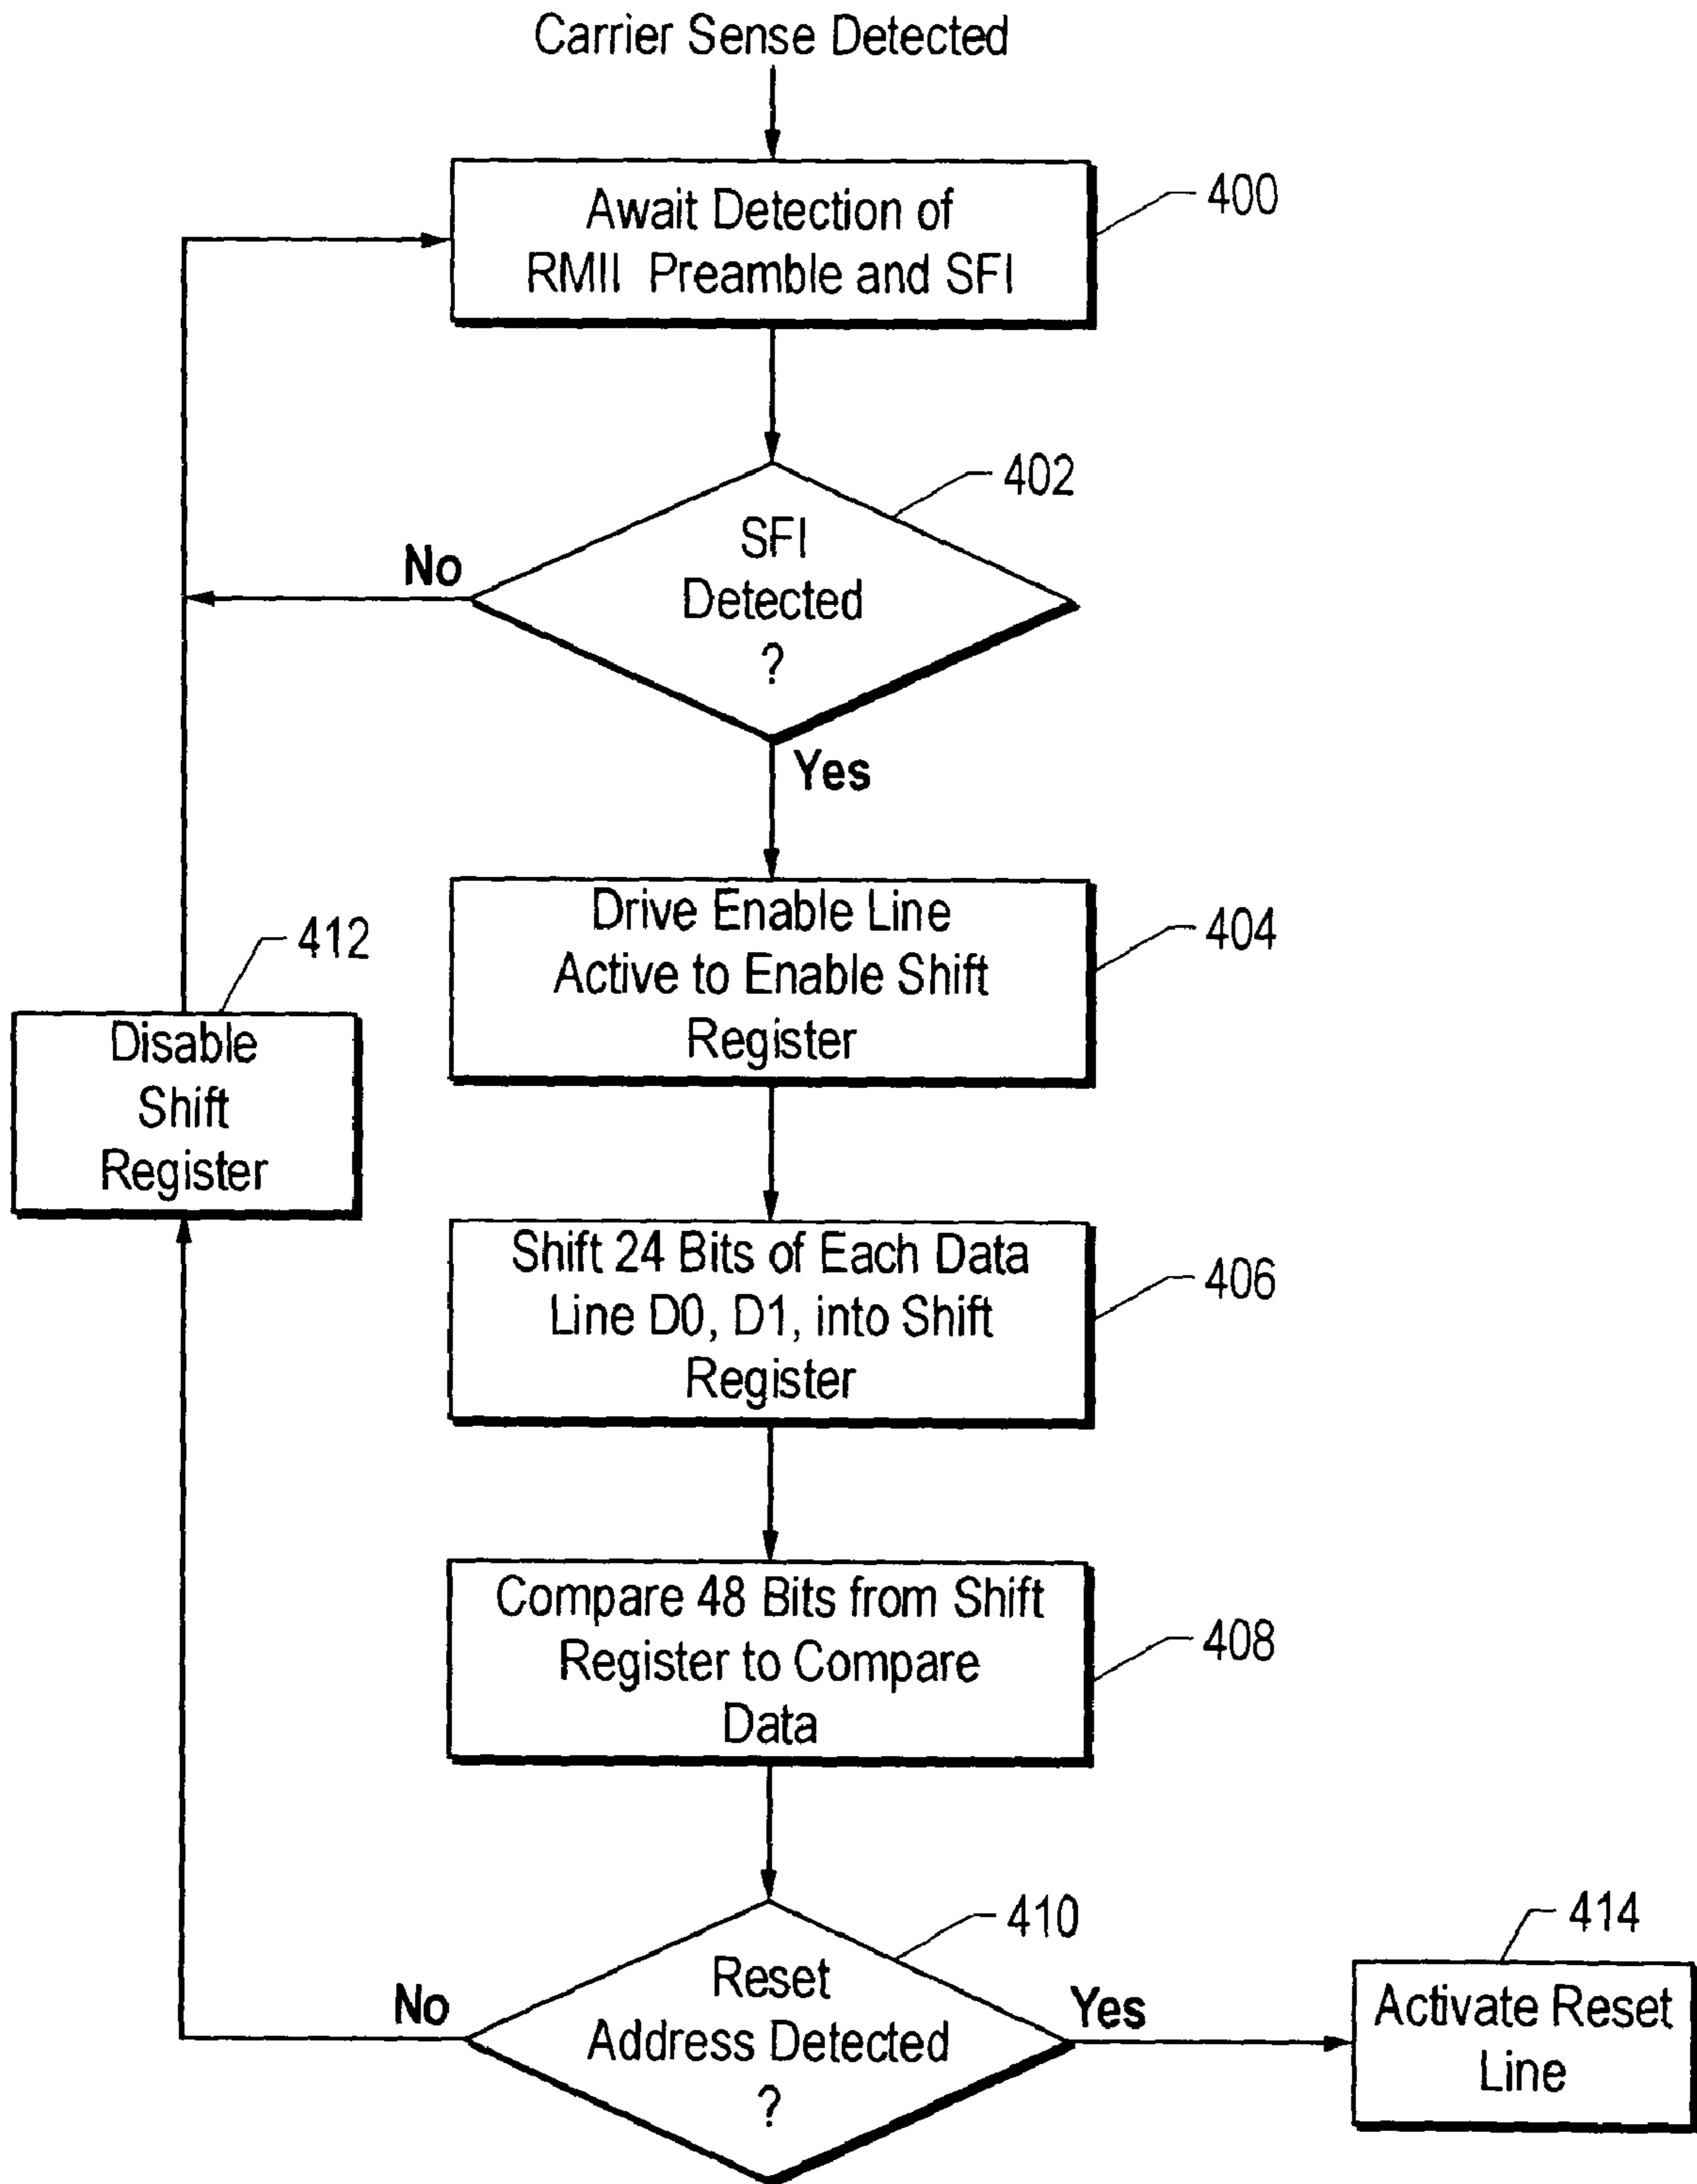 Carrier Sense Detected
Await Detection of
RMII Preamble and SFI
400
402
SFI
Detected
?
No
Yes
Drive Enable Line
Active to Enable Shift
Register
404
412
Disable
Shift
Register
Shift 24 Bits of Each Data
Line D0, D1, into Shift
Register
406
Compare 48 Bits from Shift
Register to Compare
Data
408
410
Reset
Address Detected
?
No
Yes
414
Activate Reset
Line